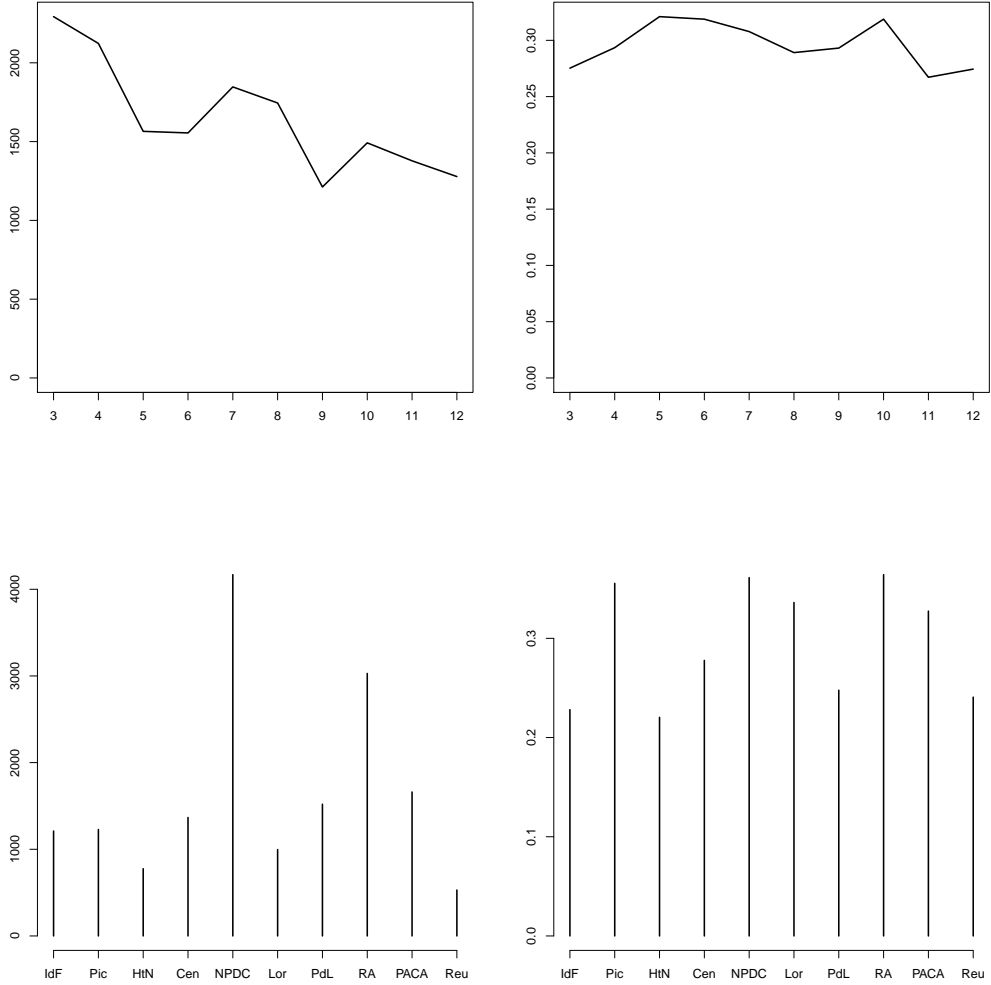 0 500 1000 1500 2000
3 4 5 6 7 8 9 10 11 12
0.00 0.05 0.10 0.15 0.20 0.25 0.30
3 4 5 6 7 8 9 10 11 12
0 1000 2000 3000 4000
IdF Pic HtN Cen NPDC Lor PdL RA PACA Reu
0.0 0.1 0.2 0.3
IdF Pic HtN Cen NPDC Lor PdL RA PACA Reu